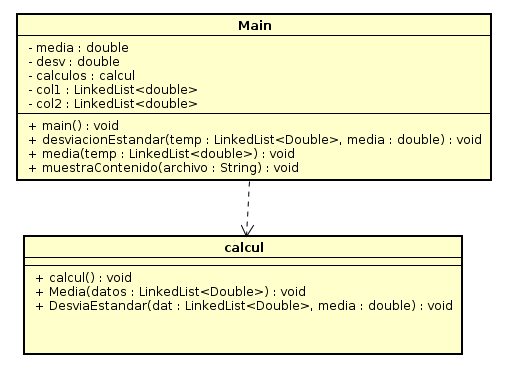 Main
- media : double
- desv : double
- calculos : calcul
- col1 : LinkedList<double>
- col2 : LinkedList<double>
+ main() : void
+ desviacionEstandar(temp : LinkedList<Double>, media : double) : void
+ media(temp : LinkedList<double>) : void
+ muestraContenido(archivo : String) : void
calcul
+ calcul() : void
+ Media(datos : LinkedList<Double>) : void
+ DesviaEstandar(dat : LinkedList<Double>, media : double) : void